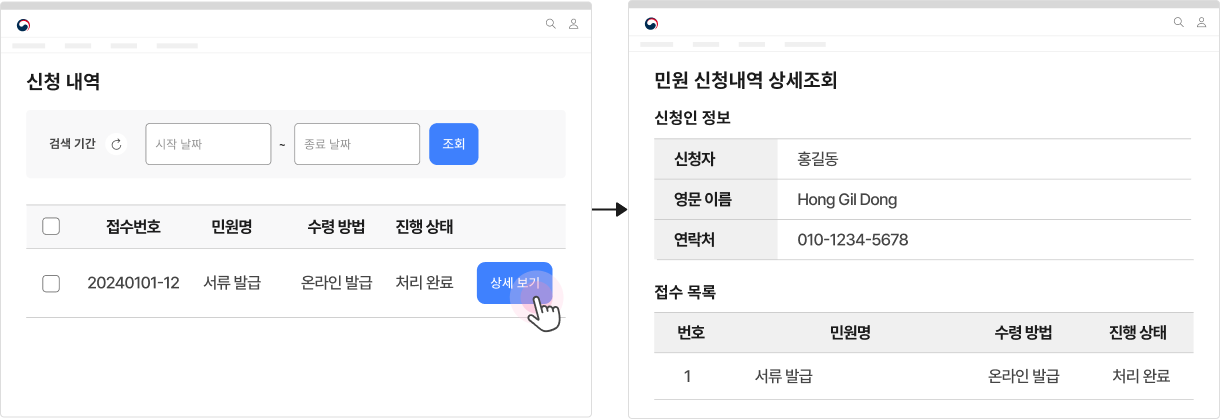 신청 내역
검색 기간 시작 날짜 ~ 종료 날짜 조회
접수번호 민원명 수령 방법 진행 상태
20240101-12 서류 발급 온라인 발급 처리 완료 상세 보기
민원 신청내역 상세조회
신청인 정보
신청자 홍길동
영문 이름 Hong Gil Dong
연락처 010-1234-5678
접수 목록
번호 민원명 수령 방법 진행 상태
1 서류 발급 온라인 발급 처리 완료